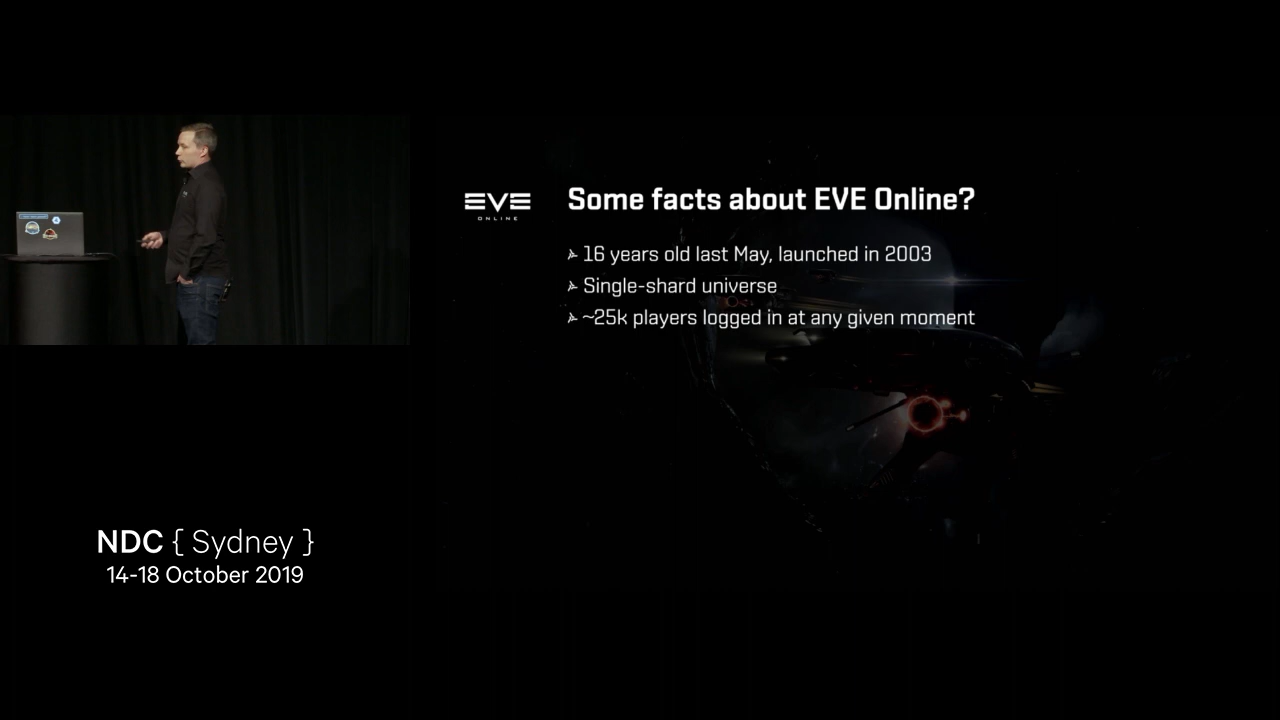 EVE
ONLINE
Some facts about EVE Online?
16 years old last May, launched in 2003
Single-shard universe
~25k players logged in at any given moment
NDC { Sydney }
14-18 October 2019